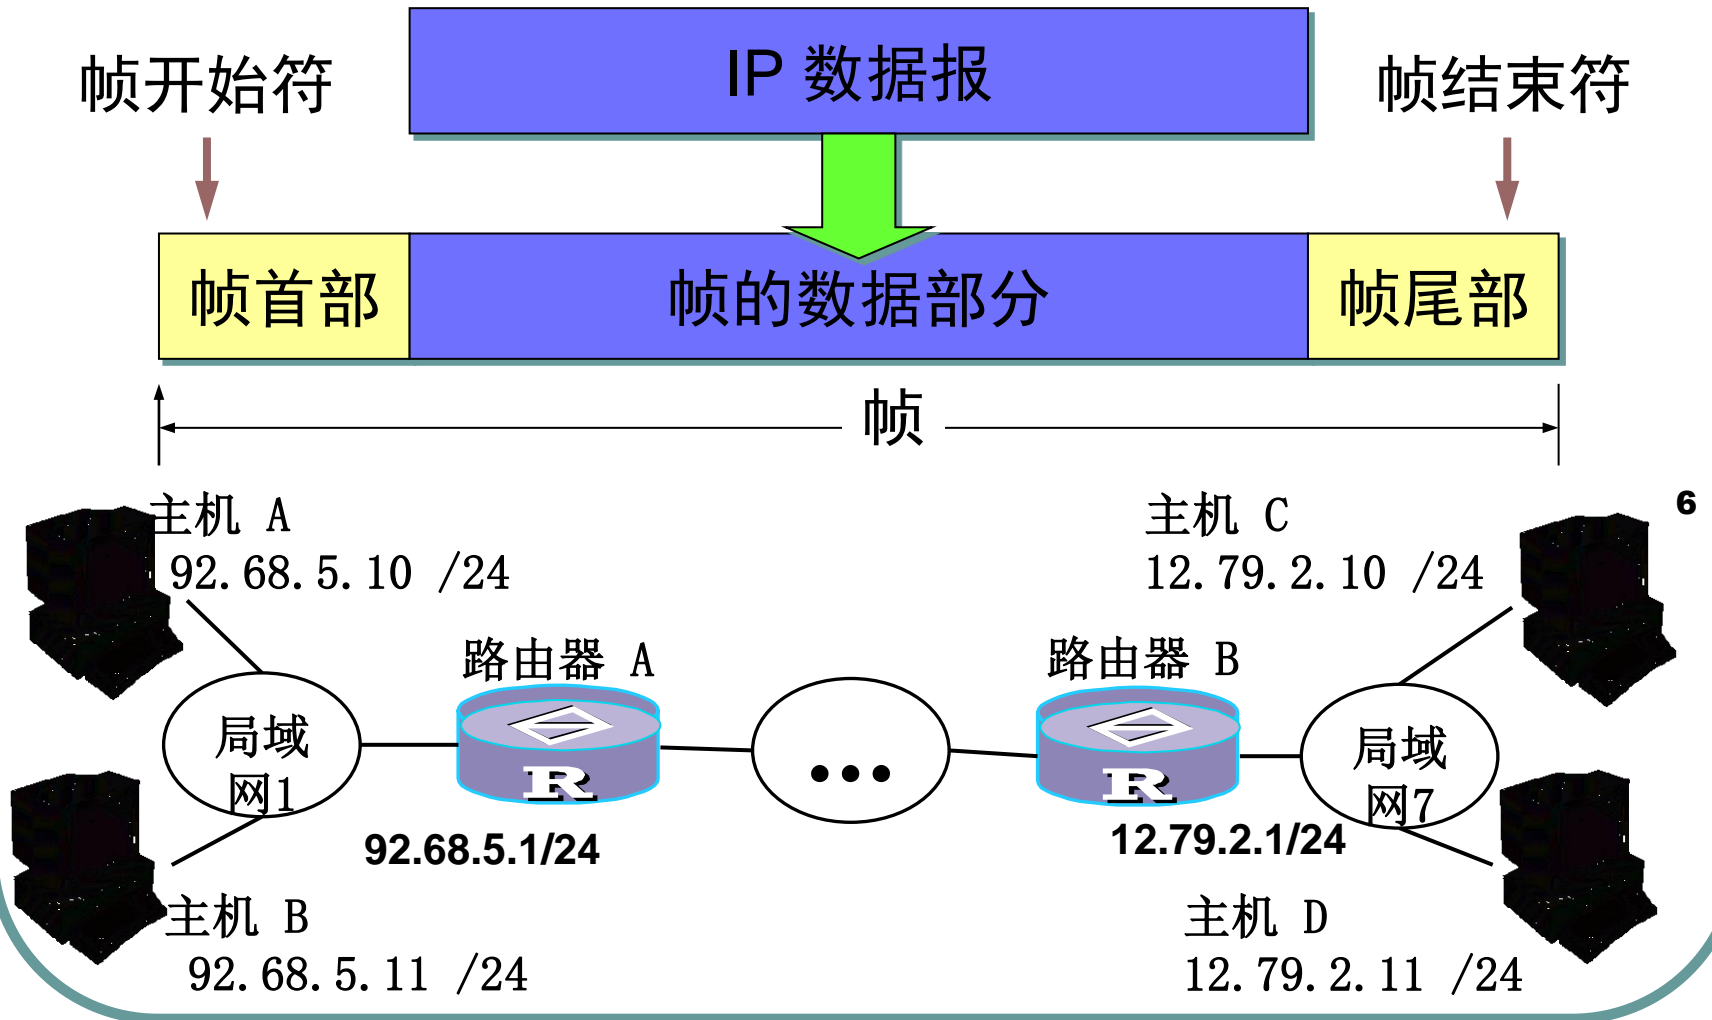 IP 数据报
帧开始符
帧结束符
帧首部
帧的数据部分
帧尾部
帧
6
主机 A
92.68.5.10 /24
主机 C
12.79.2.10 /24
路由器 A
路由器 B
局域
网1
•••
局域
网7
R
R
92.68.5.1/24
12.79.2.1/24
主机 B
92.68.5.11 /24
主机 D
12.79.2.11 /24